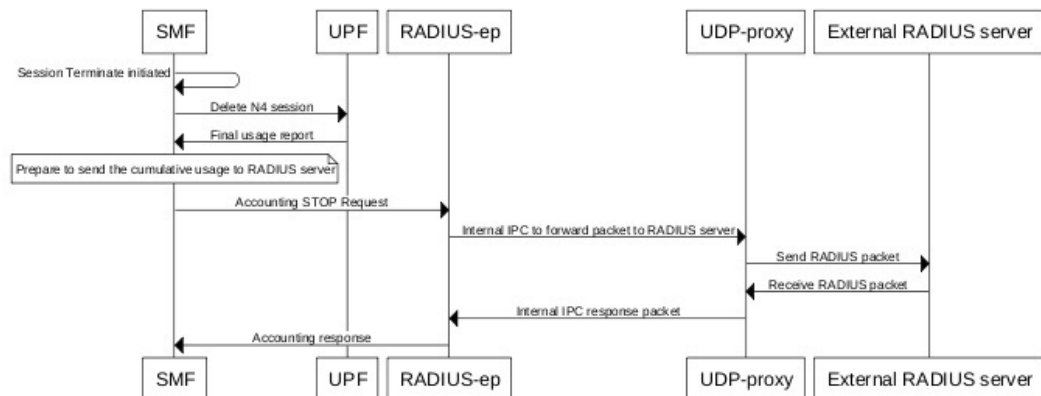 SMF UPF RADIUS-ep UDP-proxy External RADIUS server
Session Terminate initiated
Delete N4 session
Final usage report
Prepare to send the cumulative usage to RADIUS server
Accounting STOP Request
Internal IPC to forward packet to RADIUS server
Send RADIUS packet
Receive RADIUS packet
Internal IPC response packet
Accounting response
SMF UPF RADIUS-ep UDP-proxy External RADIUS server